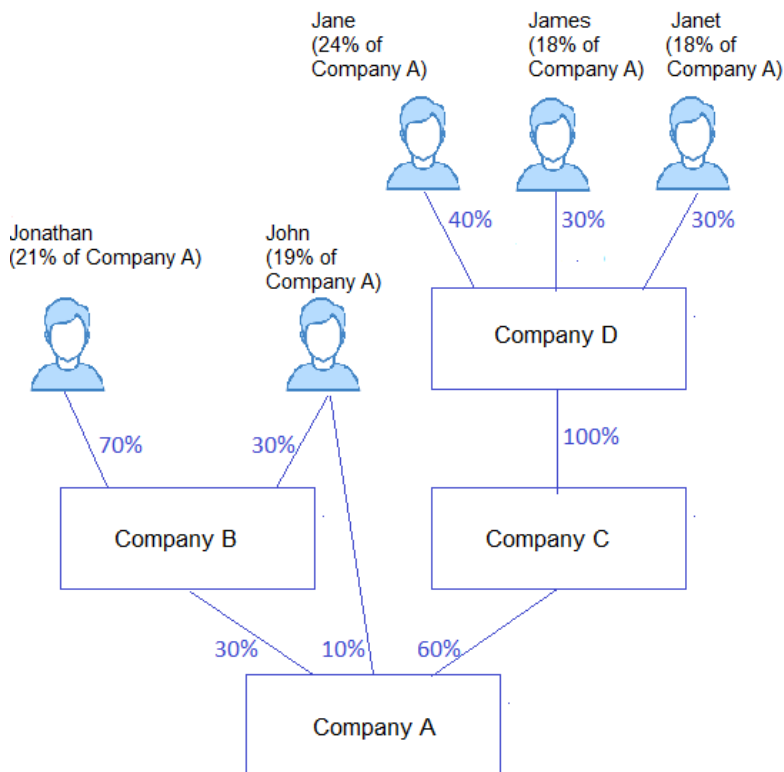 Jane
(24% of
Company A)
James
(18% of
Company A)
Janet
(18% of
Company A)
40%
30%
30%
Jonathan
(21% of Company A)
John
(19% of
Company A)
Company D
70%
30%
100%
Company B
Company C
30%
10%
60%
Company A